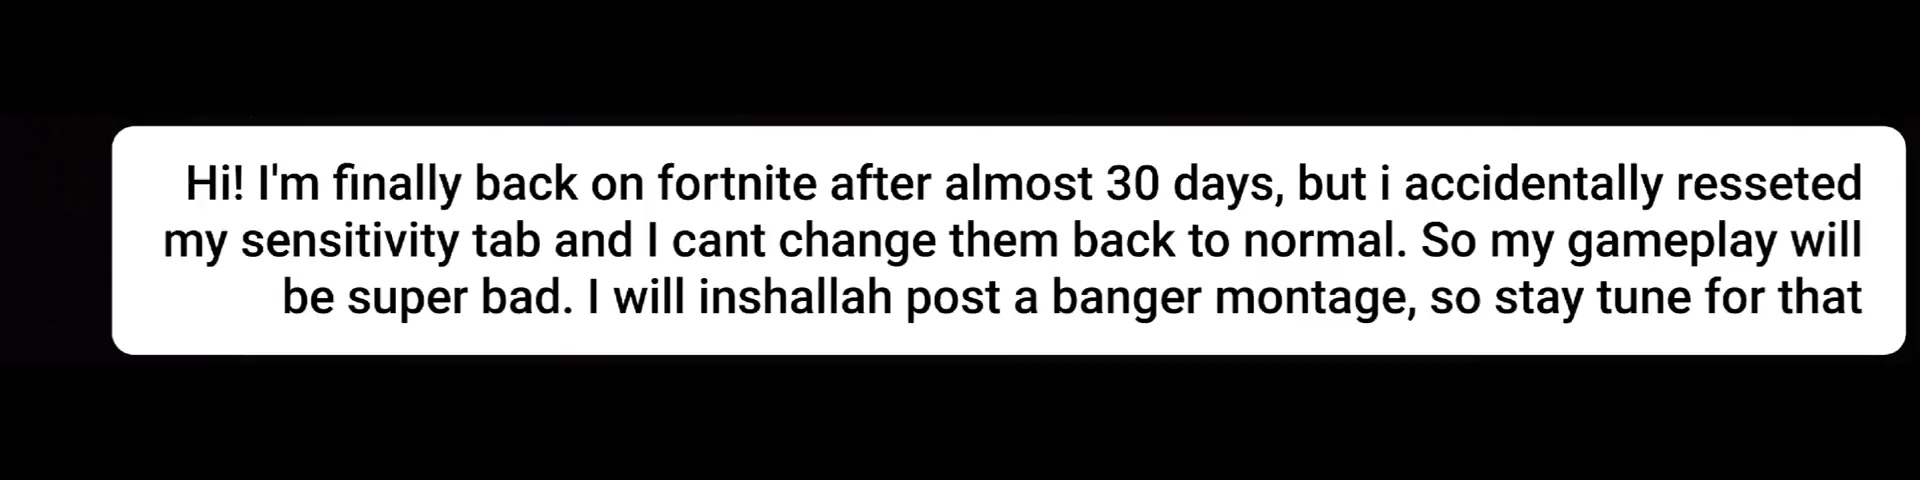 Hi! I'm finally back on fortnite after almost 30 days, but i accidentally resseted
my sensitivity tab and I cant change them back to normal. So my gameplay will
be super bad. I will inshallah post a banger montage, so stay tune for that